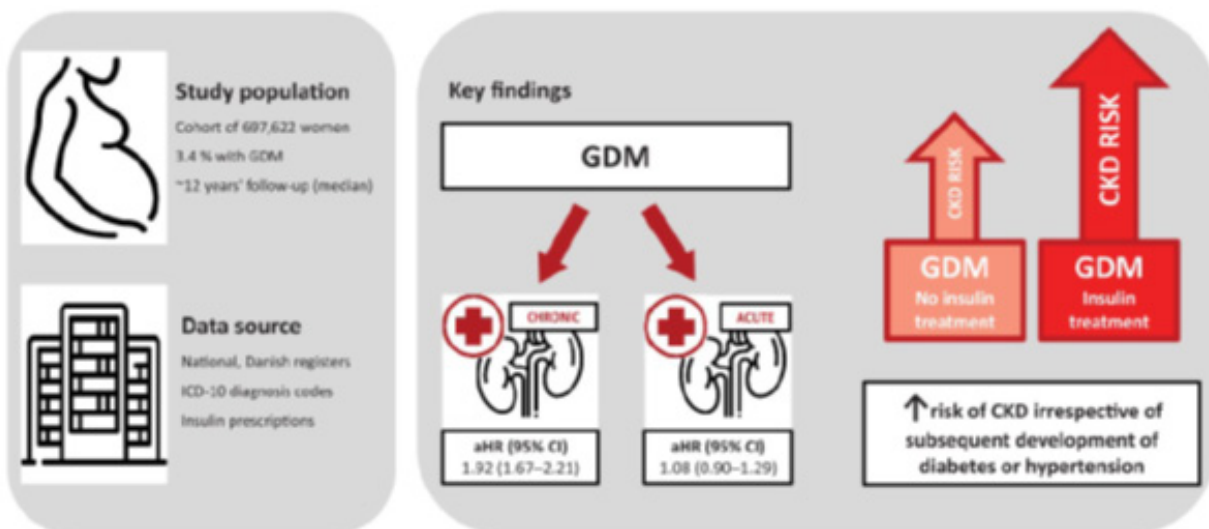 Study population
Cohort of 697,622 women
3.4 % with GDM
~12 years' follow-up (median)
Data source
National, Danish registers
ICD-10 diagnosis codes
Insulin prescriptions
Key findings
GDM
CHRONIC
aHR (95% CI)
1.92 (1.67–2.21)
ACUTE
aHR (95% CI)
1.08 (0.90–1.29)
CKD RISK
GDM
No insulin
treatment
CKD RISK
GDM
Insulin
treatment
↑ risk of CKD irrespective of
subsequent development of
diabetes or hypertension